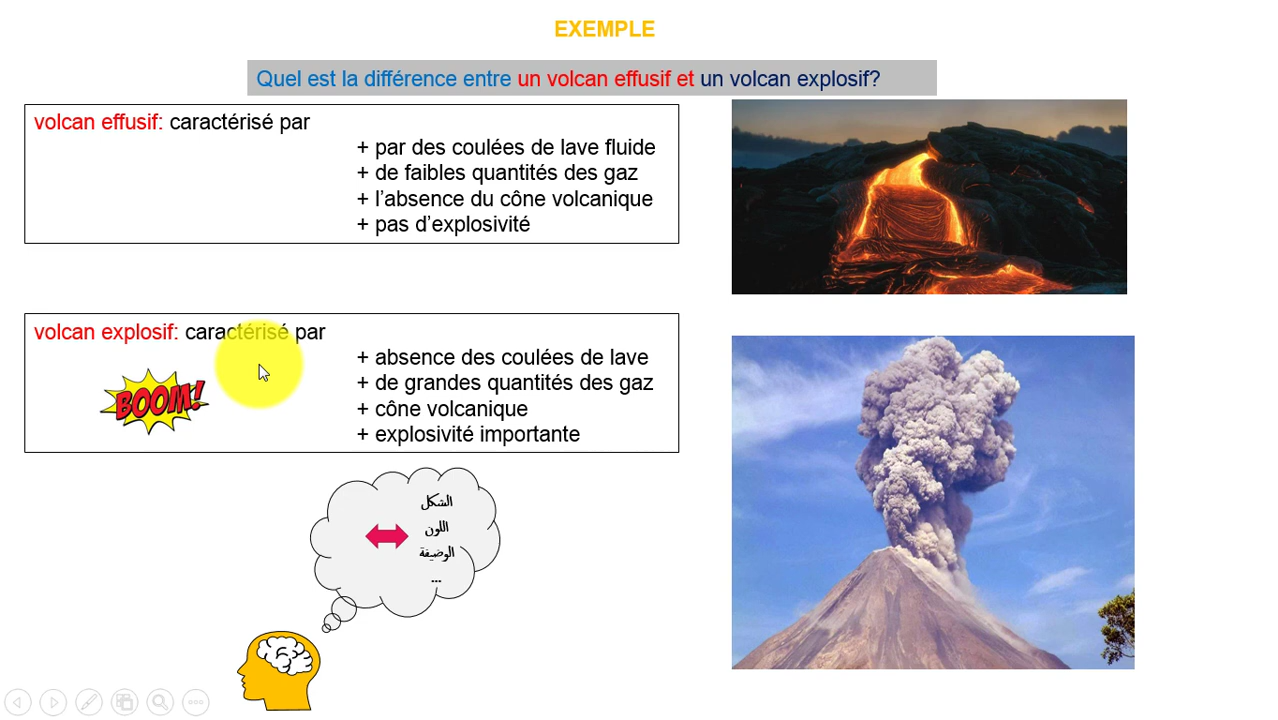 EXEMPLE
Quel est la différence entre un volcan effusif et un volcan explosif?
volcan effusif: caractérisé par
+ par des coulées de lave fluide
+ de faibles quantités des gaz
+ l’absence du cône volcanique
+ pas d’explosivité
volcan explosif: caractérisé par
+ absence des coulées de lave
+ de grandes quantités des gaz
+ cône volcanique
+ explosivité importante
BOOM!
الشكل
اللون
الوضيفة
...